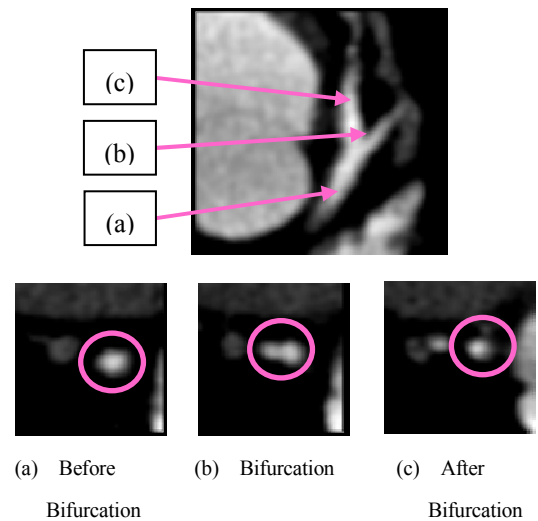 (c)
(b)
(a)
(a) Before Bifurcation
(b) Bifurcation
(c) After Bifurcation